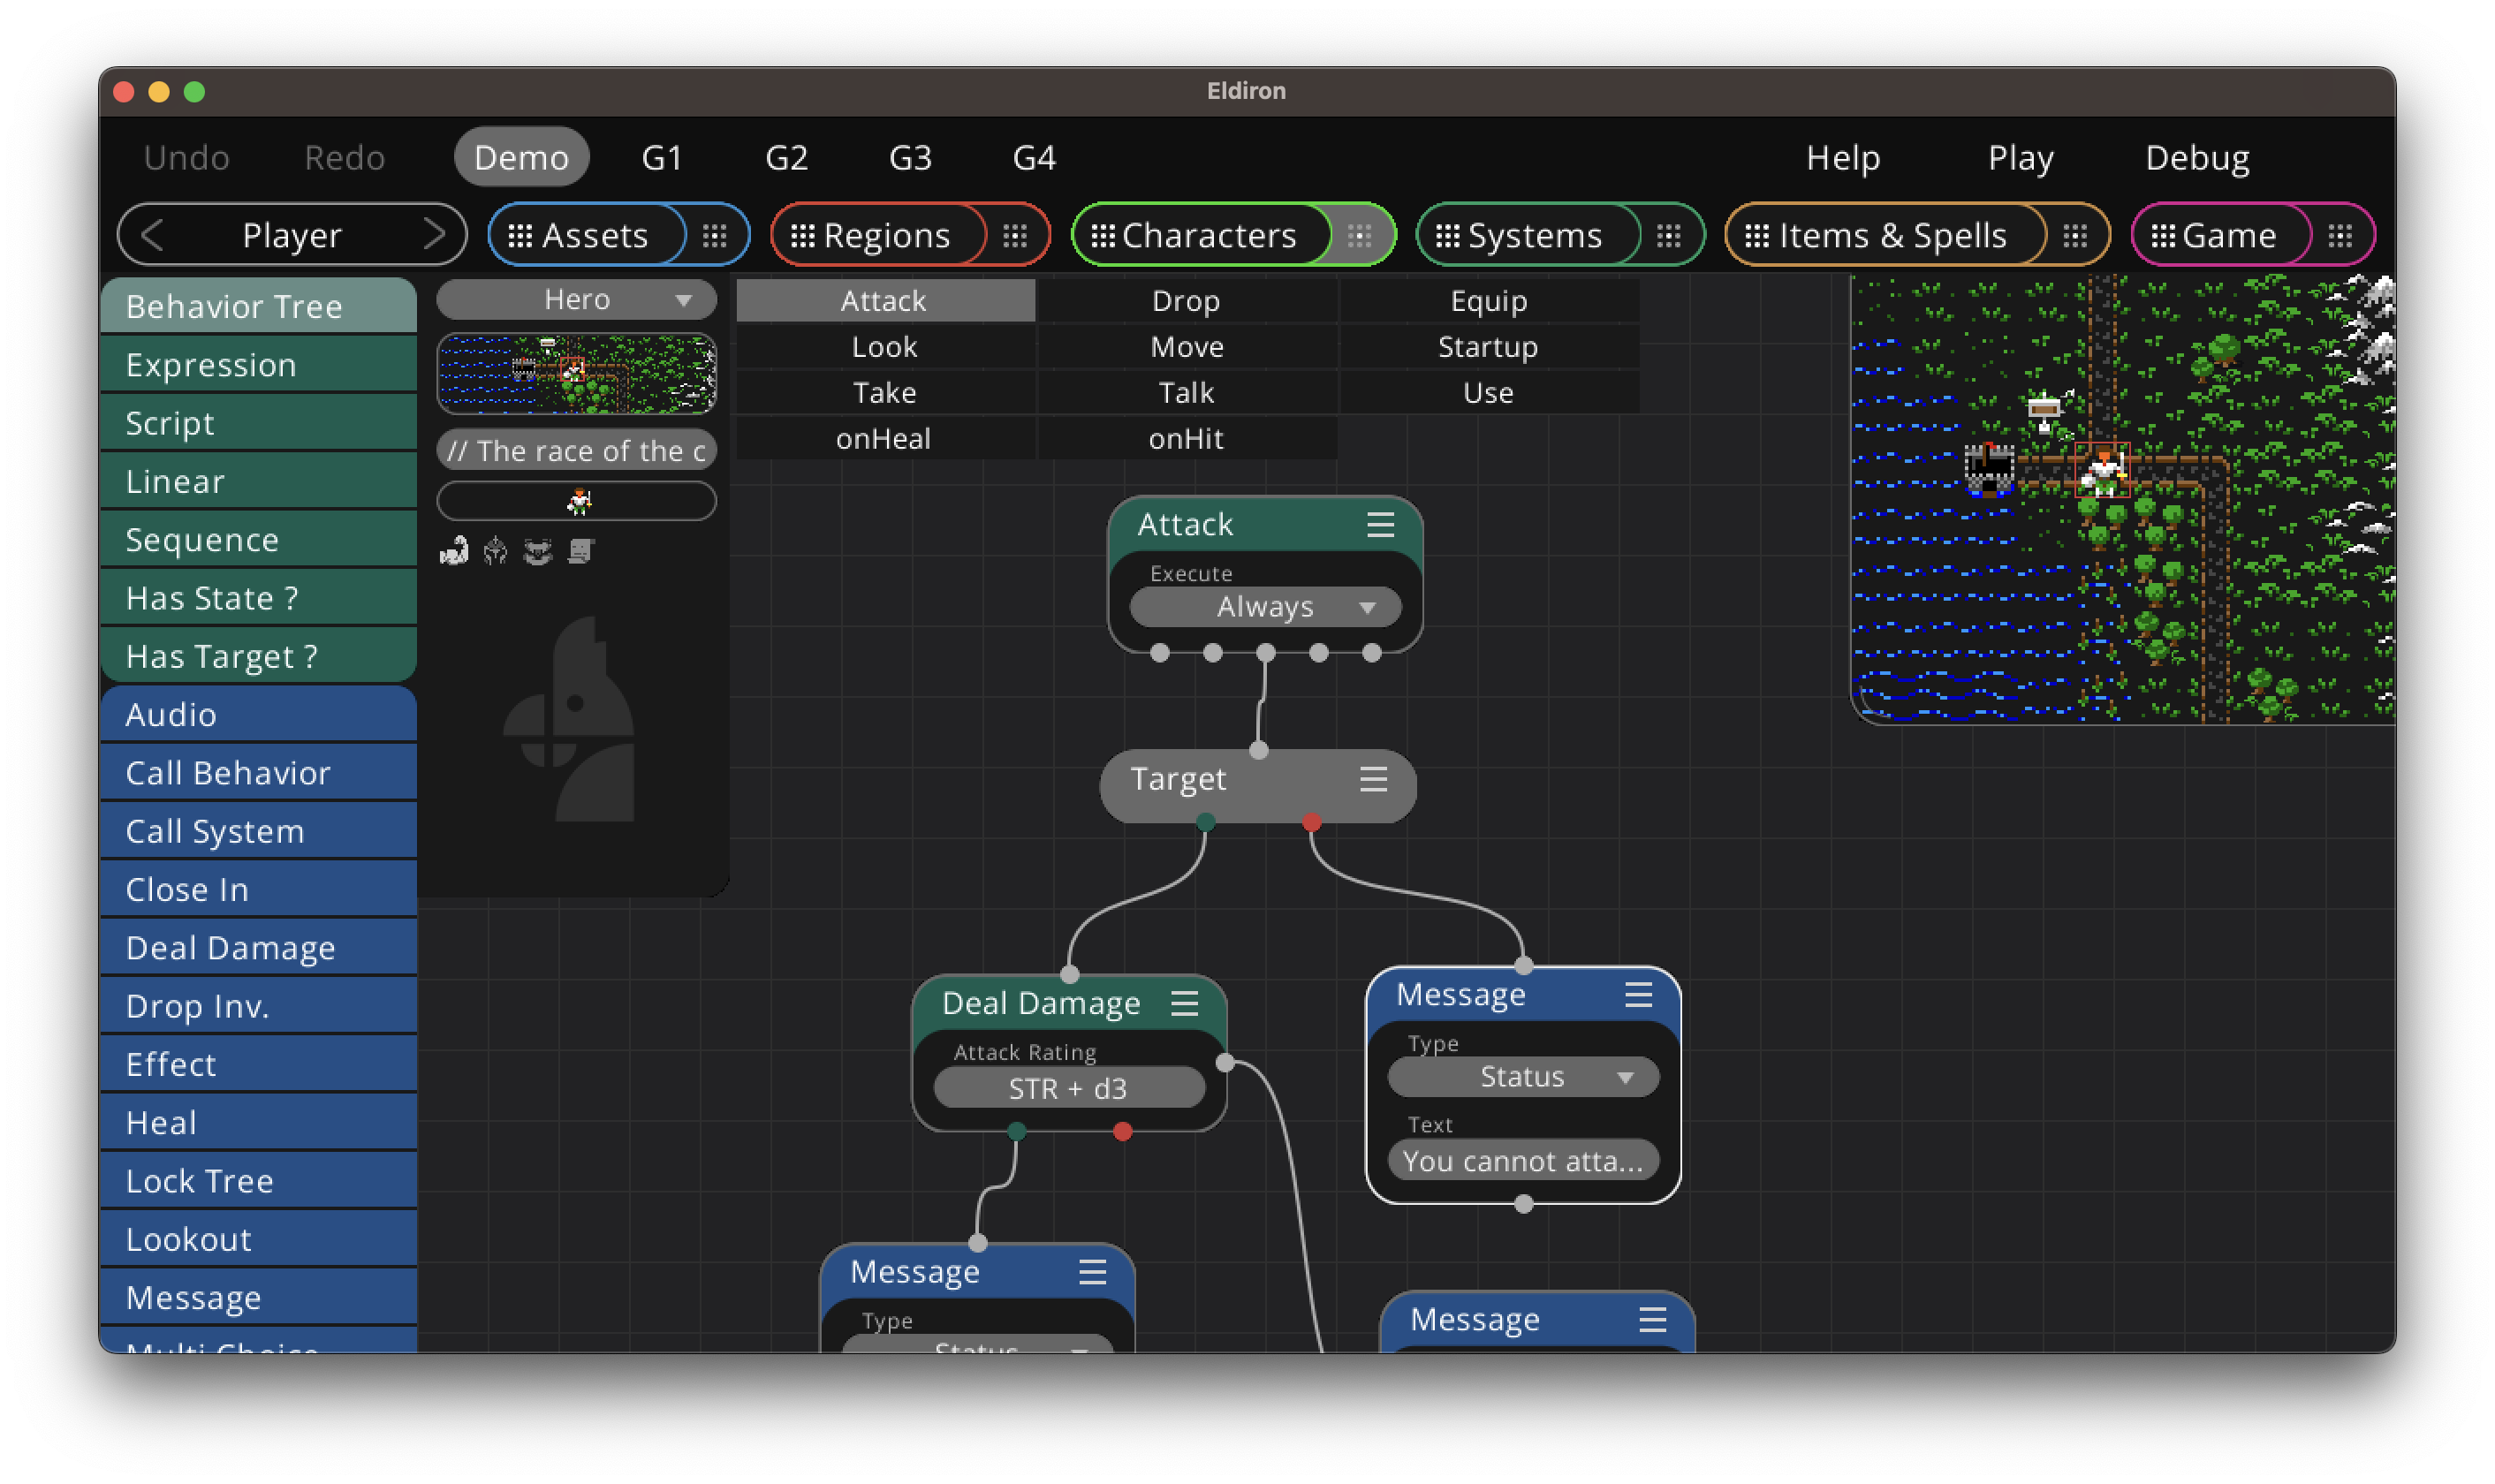 Eldiron
Undo Redo Demo G1 G2 G3 G4 Help Play Debug
Player Assets Regions Characters Systems Items & Spells Game
Behavior Tree
Expression
Script
Linear
Sequence
Has State ?
Has Target ?
Audio
Call Behavior
Call System
Close In
Deal Damage
Drop Inv.
Effect
Heal
Lock Tree
Lookout
Message
Multi Choice
Hero
// The race of the c
Attack Drop Equip
Look Move Startup
Take Talk Use
onHeal onHit
Attack
Execute
Always
Target
Deal Damage
Attack Rating
STR + d3
Message
Type
Status
Text
You cannot atta...
Message
Type
Status
Message